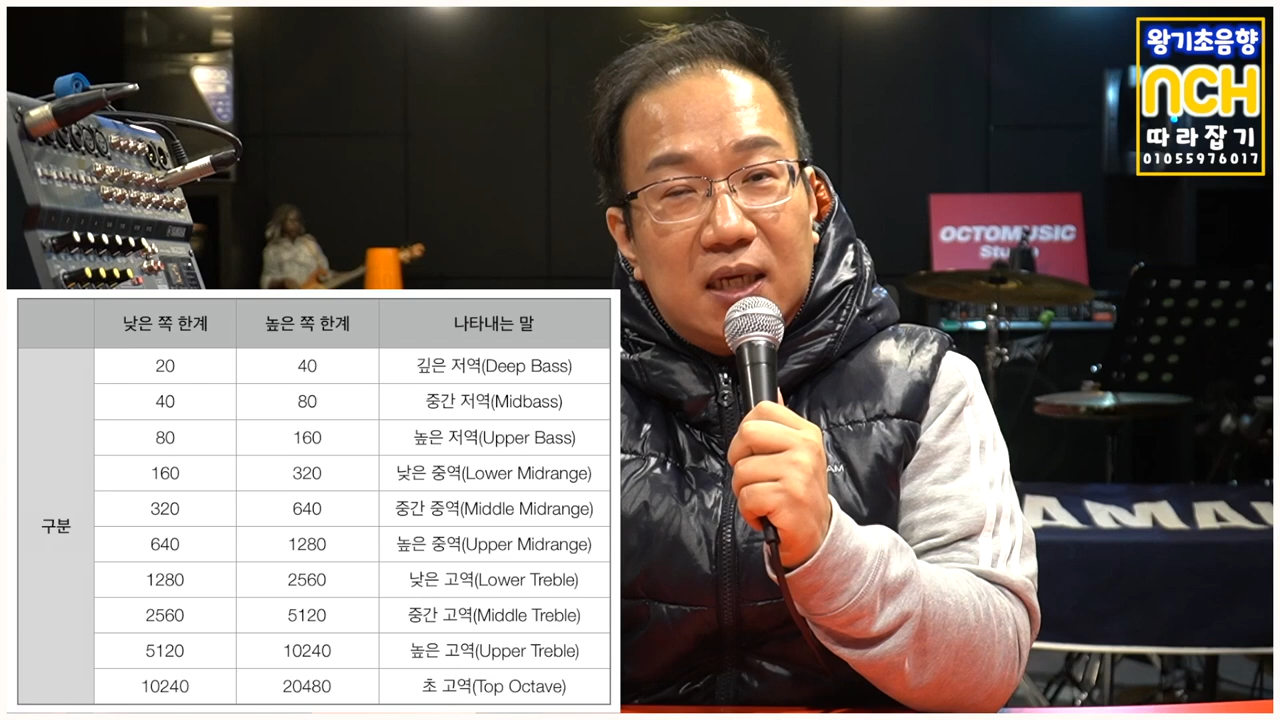 왕기초음향
NCH
따라잡기
01055976017
OCTOMUSIC
Studio
AM
AMA
낮은 쪽 한계 높은 쪽 한계 나타내는 말
구분
20 40 깊은 저역(Deep Bass)
40 80 중간 저역(Midbass)
80 160 높은 저역(Upper Bass)
160 320 낮은 중역(Lower Midrange)
320 640 중간 중역(Middle Midrange)
640 1280 높은 중역(Upper Midrange)
1280 2560 낮은 고역(Lower Treble)
2560 5120 중간 고역(Middle Treble)
5120 10240 높은 고역(Upper Treble)
10240 20480 초 고역(Top Octave)